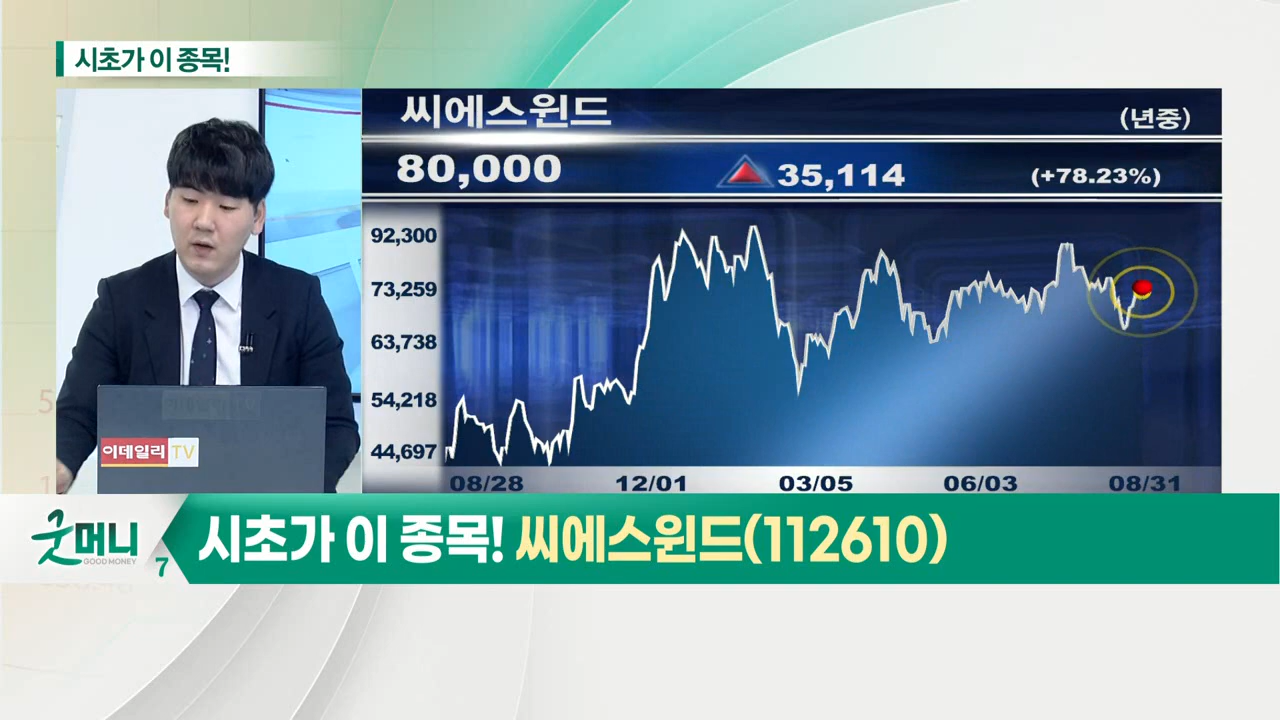 시초가 이 종목!
씨에스윈드
(년중)
80,000
35,114
(+78.23%)
92,300
73,259
63,738
54,218
44,697
08/28
12/01
03/05
06/03
08/31
이데일리 TV
굿머니
GOOD MONEY
7
시초가 이 종목! 씨에스윈드(112610)